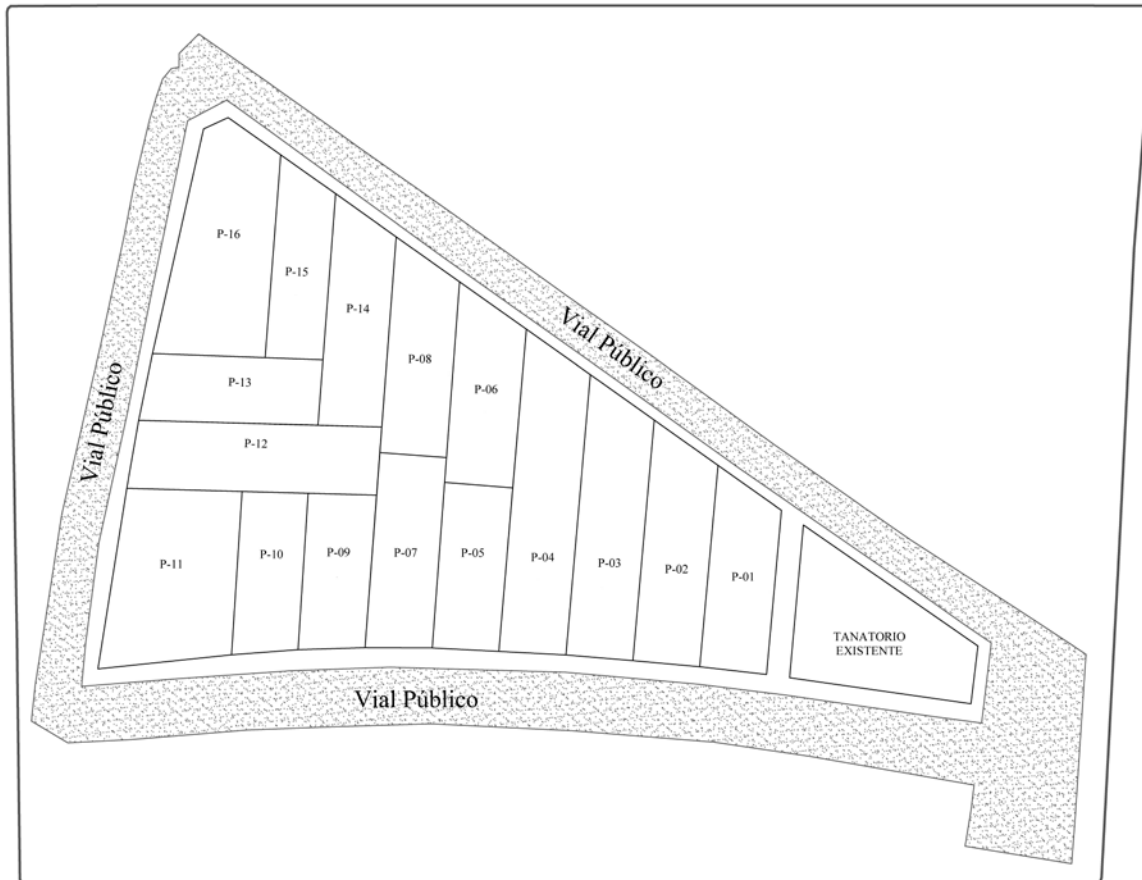 P-16
P-15
P-14
Vial Público
P-08
P-06
P-13
Vial Público
P-12
P-11
P-10
P-09
P-07
P-05
P-04
P-03
P-02
P-01
TANATORIO
EXISTENTE
Vial Público